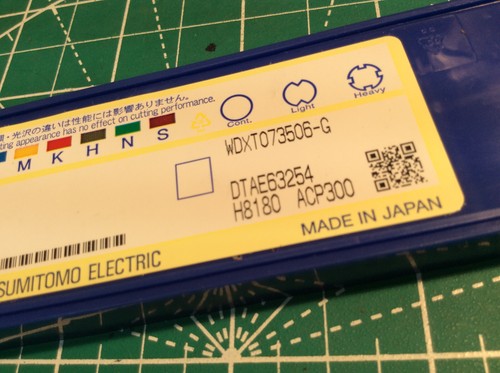 ・光沢の違いは性能には影響ありません。
ting appearance has no effect on cutting performance.
M K H N S
Cont. Light Heavy
WDXT073506-G
DTAE63254
H8180 ACP300
MADE IN JAPAN
SUMITOMO ELECTRIC